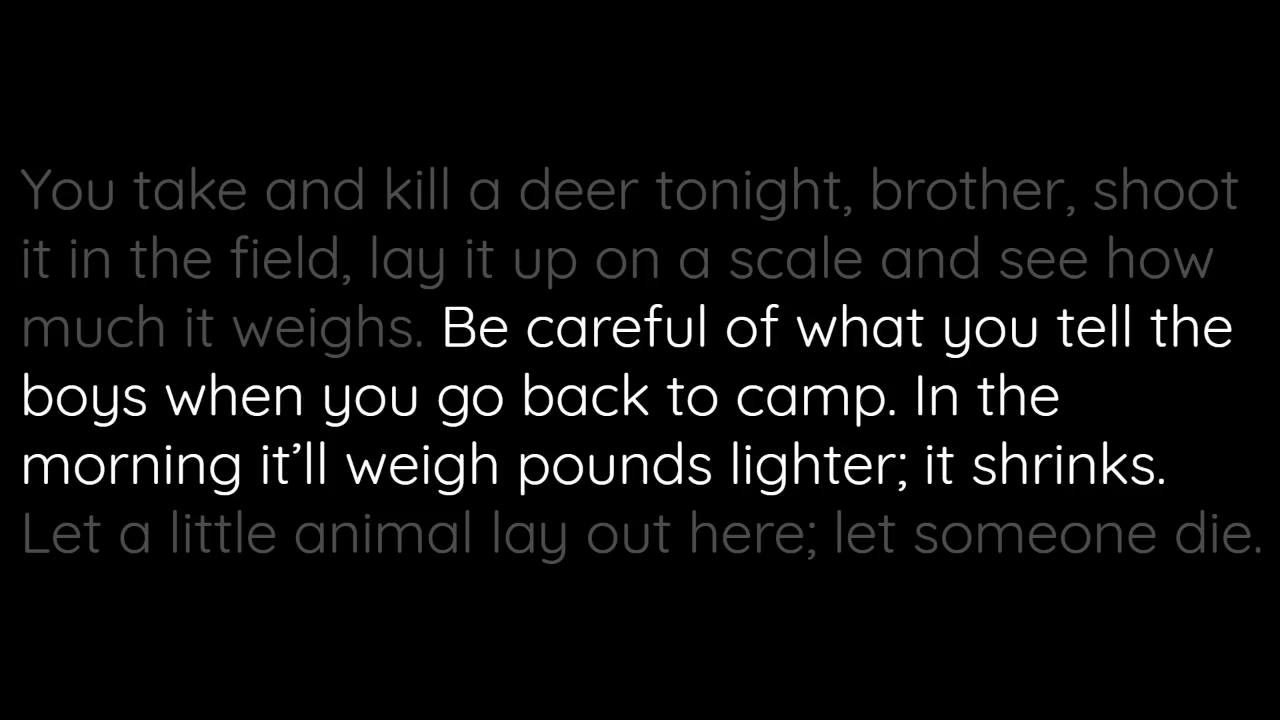 You take and kill a deer tonight, brother, shoot
it in the field, lay it up on a scale and see how
much it weighs. Be careful of what you tell the
boys when you go back to camp. In the
morning it’ll weigh pounds lighter; it shrinks.
Let a little animal lay out here; let someone die.